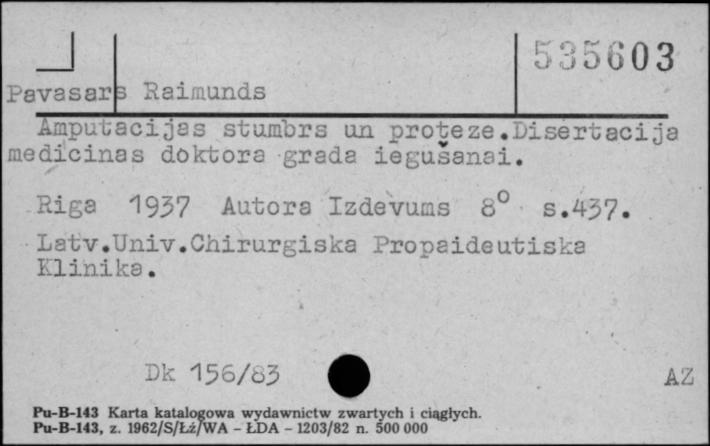 535603
Pavasars Raimunds
Amputacijas stumbrs un proteze.Disertacija
medicinas doktora grada iegušanai.
Riga 1937 Autora Izdevums 8° s.437.
Latv.Univ.Chirurgiska Propaideutiska
Klinika.
Dk 156/83 AZ
Pu-B-143 Karta katalogowa wydawnictw zwartych i ciągłych.
Pu-B-143, z. 1962/S/Łź/WA – ŁDA – 1203/82 n. 500 000